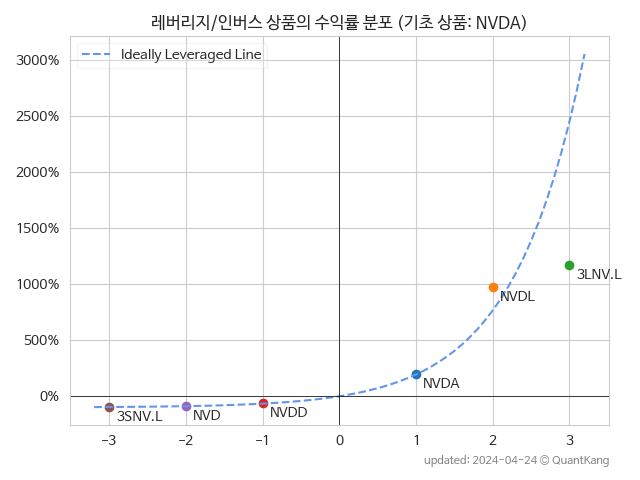 레버리지/인버스 상품의 수익률 분포 (기초 상품: NVDA)
Ideally Leveraged Line
3000%
2500%
2000%
1500%
1000%
500%
0%
3LNV.L
NVDL
NVDA
NVDD
NVD
3SNV.L
−3
−2
−1
0
1
2
3
updated: 2024-04-24 © QuantKang